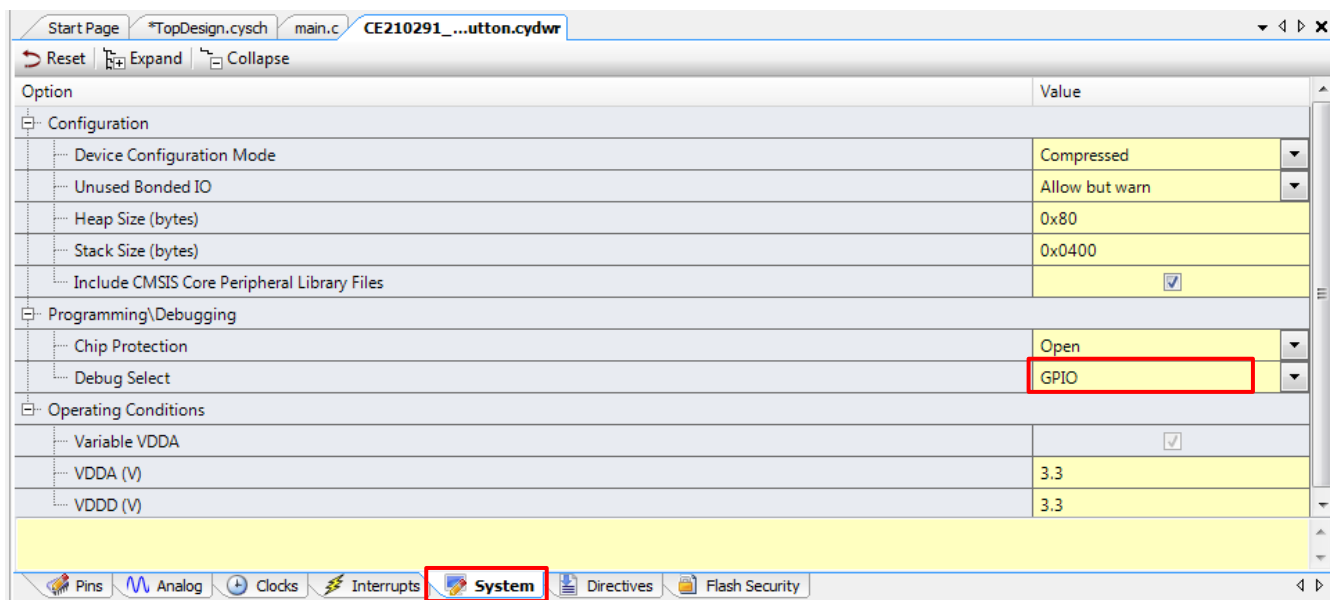 Start Page *TopDesign.cysch main.c CE210291_...utton.cydwr
Reset Expand Collapse
Option Value
Configuration
Device Configuration Mode Compressed
Unused Bonded IO Allow but warn
Heap Size (bytes) 0x80
Stack Size (bytes) 0x0400
Include CMSIS Core Peripheral Library Files
Programming\Debugging
Chip Protection Open
Debug Select GPIO
Operating Conditions
Variable VDDA
VDDA (V) 3.3
VDDD (V) 3.3
Pins Analog Clocks Interrupts System Directives Flash Security